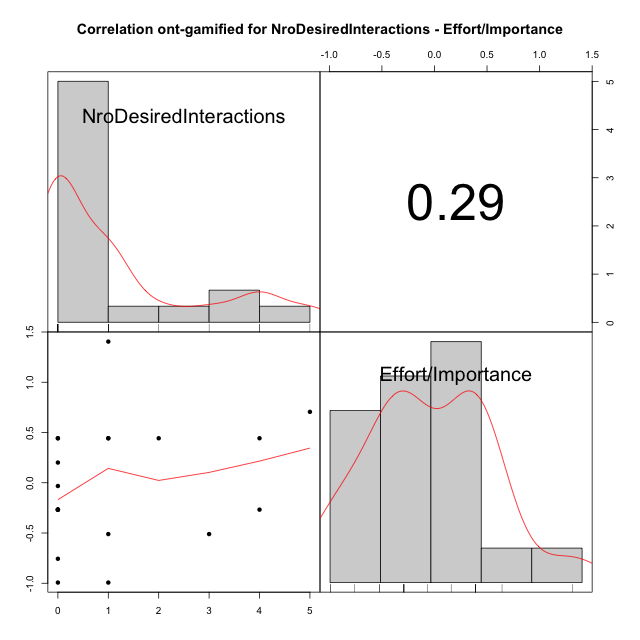 Correlation ont-gamified for NroDesiredInteractions - Effort/Importance
-1.0 -0.5 0.0 0.5 1.0 1.5
NroDesiredInteractions
0.29
5
4
3
2
1
0
Effort/Importance
1.5
1.0
0.5
0.0
-0.5
-1.0
0 1 2 3 4 5